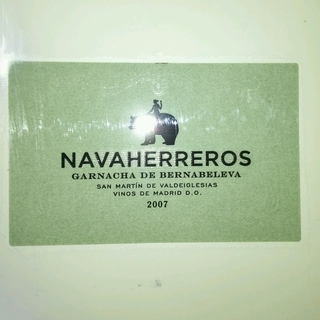 NAVAHERREROS
GARNACHA DE BERNABELEVA
SAN MARTÍN DE VALDEIGLESIAS
VINOS DE MADRID D.O.
2007